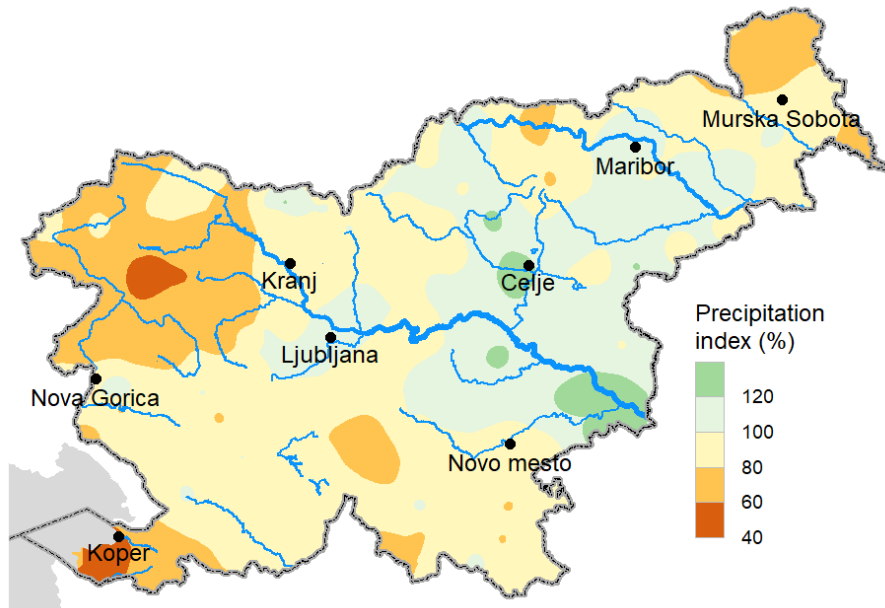 Murska Sobota
Maribor
Kranj
Celje
Precipitation
index (%)
Ljubljana
Nova Gorica
120
100
Novo mesto
80
60
40
Koper